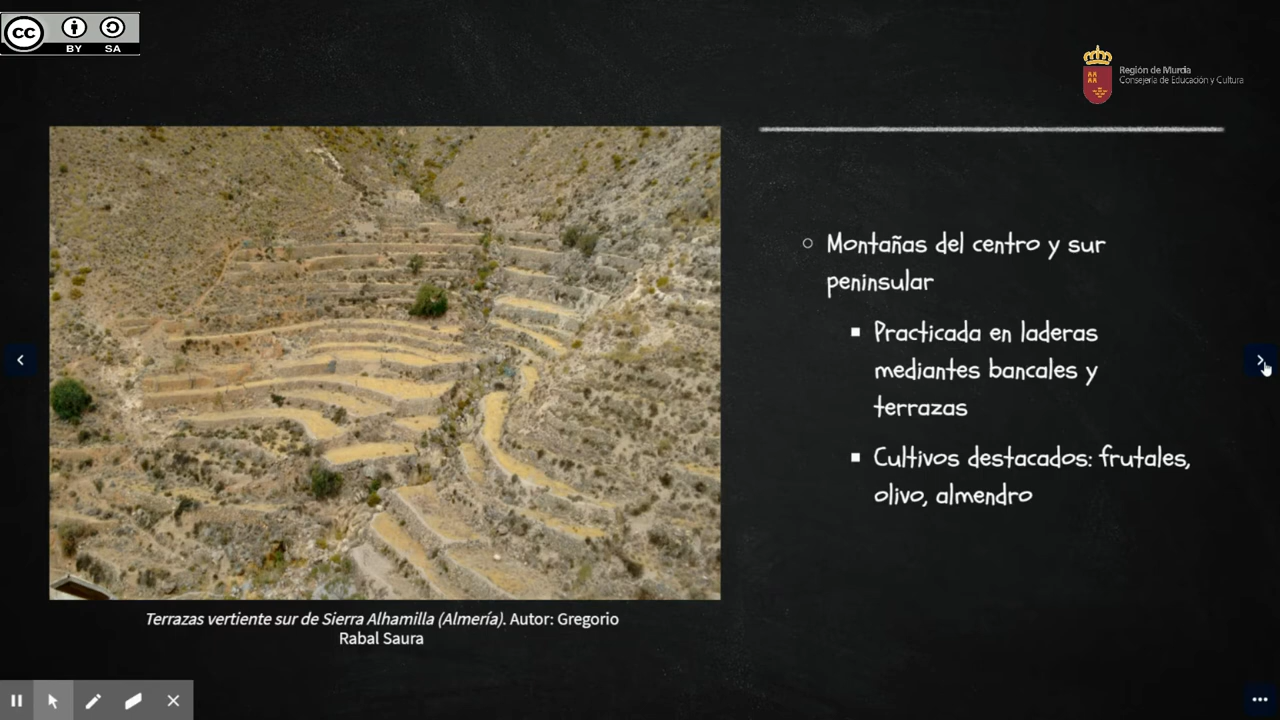 cc
BY SA
Región de Murcia
Consejería de Educación y Cultura
Montañas del centro y sur
peninsular
Practicada en laderas
mediantes bancales y
terrazas
Cultivos destacados: frutales,
olivo, almendro
Terrazas vertiente sur de Sierra Alhamilla (Almería). Autor: Gregorio
Rabal Saura